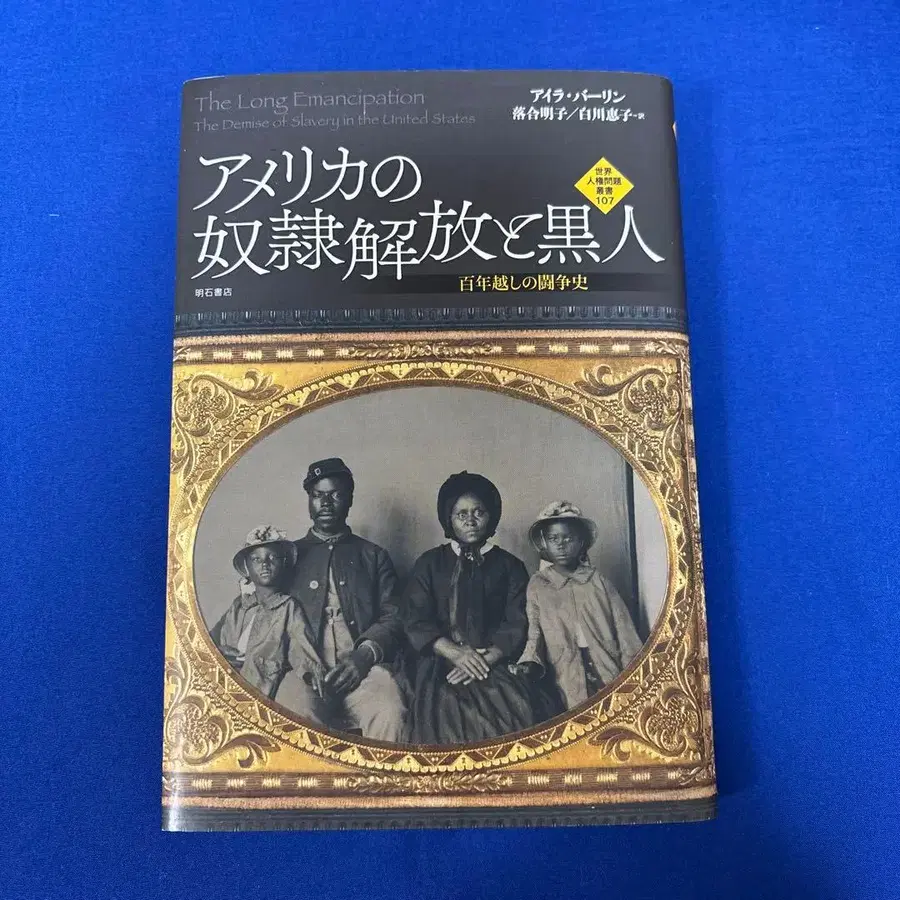 The Long Emancipation
The Demise of Slavery in the United States
アイラ・バーリン
落合明子/白川恵子-訳
アメリカの
奴隷解放と黒人
世界
人権問題
叢書
107
百年越しの闘争史
明石書店